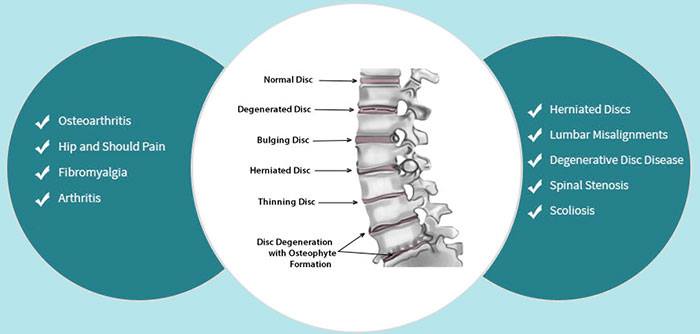 Osteoarthritis
Hip and Should Pain
Fibromyalgia
Arthritis
Normal Disc
Degenerated Disc
Bulging Disc
Herniated Disc
Thinning Disc
Disc Degeneration
with Osteophyte
Formation
Herniated Discs
Lumbar Misalignments
Degenerative Disc Disease
Spinal Stenosis
Scoliosis